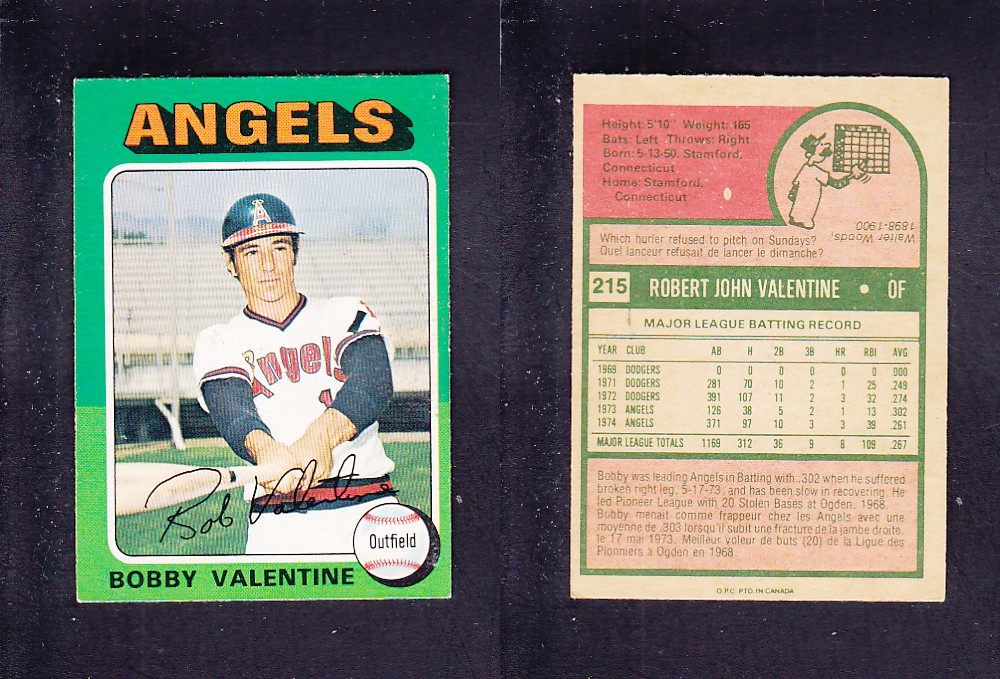 ANGELS
A
Angels
Bob Valentine
Outfield
BOBBY VALENTINE
Height: 5'10" Weight: 165
Bats: Left Throws: Right
Born: 5-13-50, Stamford,
Connecticut
Home: Stamford,
Connecticut
Which hurler refused to pitch on Sundays?
Quel lanceur refusait de lancer le dimanche?
Walter Woods,
1898-1900.
215 ROBERT JOHN VALENTINE • OF
MAJOR LEAGUE BATTING RECORD
YEAR CLUB AB H 2B 3B HR RBI AVG
1969 DODGERS 0 0 0 0 0 0 .000
1971 DODGERS 281 70 10 2 1 25 .249
1972 DODGERS 391 107 11 2 3 32 .274
1973 ANGELS 126 38 5 2 1 13 .302
1974 ANGELS 371 97 10 3 3 39 .261
MAJOR LEAGUE TOTALS 1169 312 36 9 8 109 .267
Bobby was leading Angels in Batting with .302 when he suffered
broken right leg, 5-17-73, and has been slow in recovering. He
led Pioneer League with 20 Stolen Bases at Ogden, 1968.
Bobby menait comme frappeur chez les Angels avec une
moyenne de .303 lorsqu'il subit une fracture de la jambe droite,
le 17 mai 1973. Meilleur voleur de buts (20) de la Ligue des
Pionniers à Ogden en 1968.
O.P.C. PTD. IN CANADA